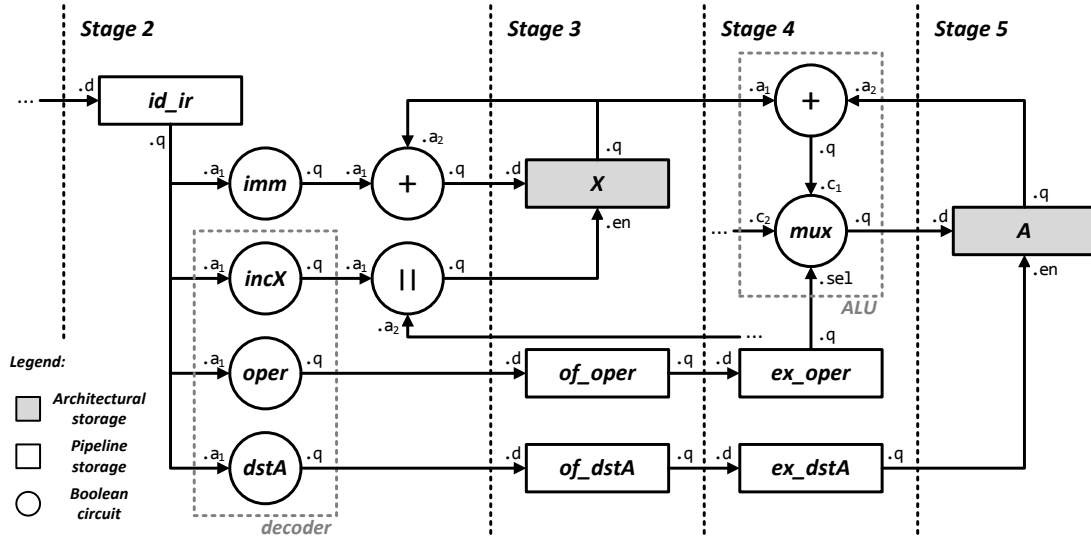 Stage 2 Stage 3 Stage 4 Stage 5
... .d id_ir .q
.a₁ + .a₂ .q
.a₂ .q .c₁ .q
.a₁ imm .q .a₁ + .q .d X .en
... .c₂ mux .q .d A .en
.sel
.a₁ incX .q .a₁ || .q
.a₂ ... ALU
.q
Legend:
.a₁ oper .q .d of_oper .q .d ex_oper
Architectural
storage
Pipeline
storage
.a₁ dstA .q .d of_dstA .q .d ex_dstA .q
Boolean
circuit
decoder